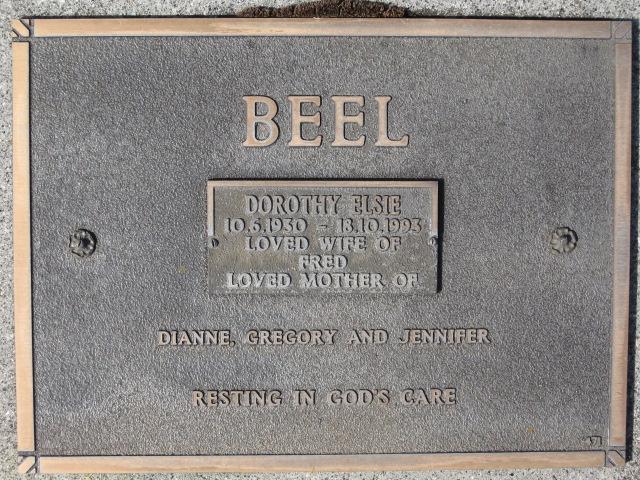 BEEL
DOROTHY ELSIE
10.6.1930 - 18.10.1993
LOVED WIFE OF
FRED
LOVED MOTHER OF
DIANNE, GREGORY AND JENNIFER
RESTING IN GOD'S CARE